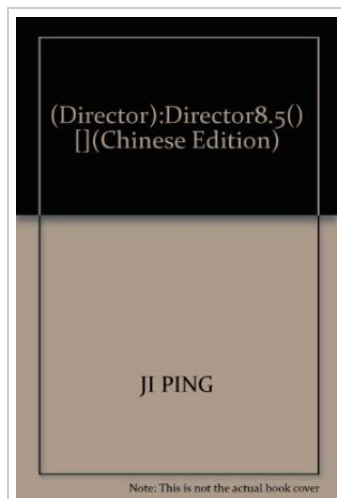 (Director):Director8.5()
[](Chinese Edition)
JI PING
Note: This is not the actual book cover